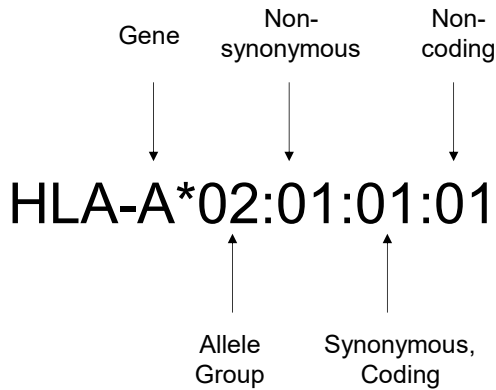 Gene
Non-
synonymous
Non-
coding
HLA-A*02:01:01:01
Allele
Group
Synonymous,
Coding